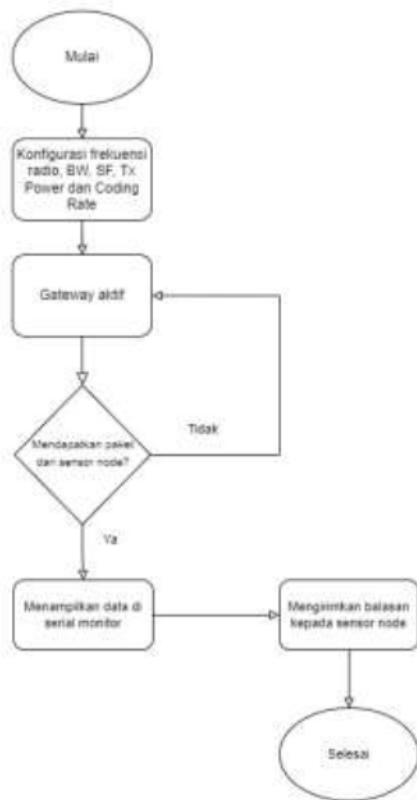 Mulai
Konfigurasi frekuensi
radio, BW, SF, Tx
Power dan Coding
Rate
Gateway aktif
Mendapatkan paket
dari sensor node?
Tidak
Ya
Menampilkan data di
serial monitor
Mengirimkan balasan
kepada sensor node
Selesai